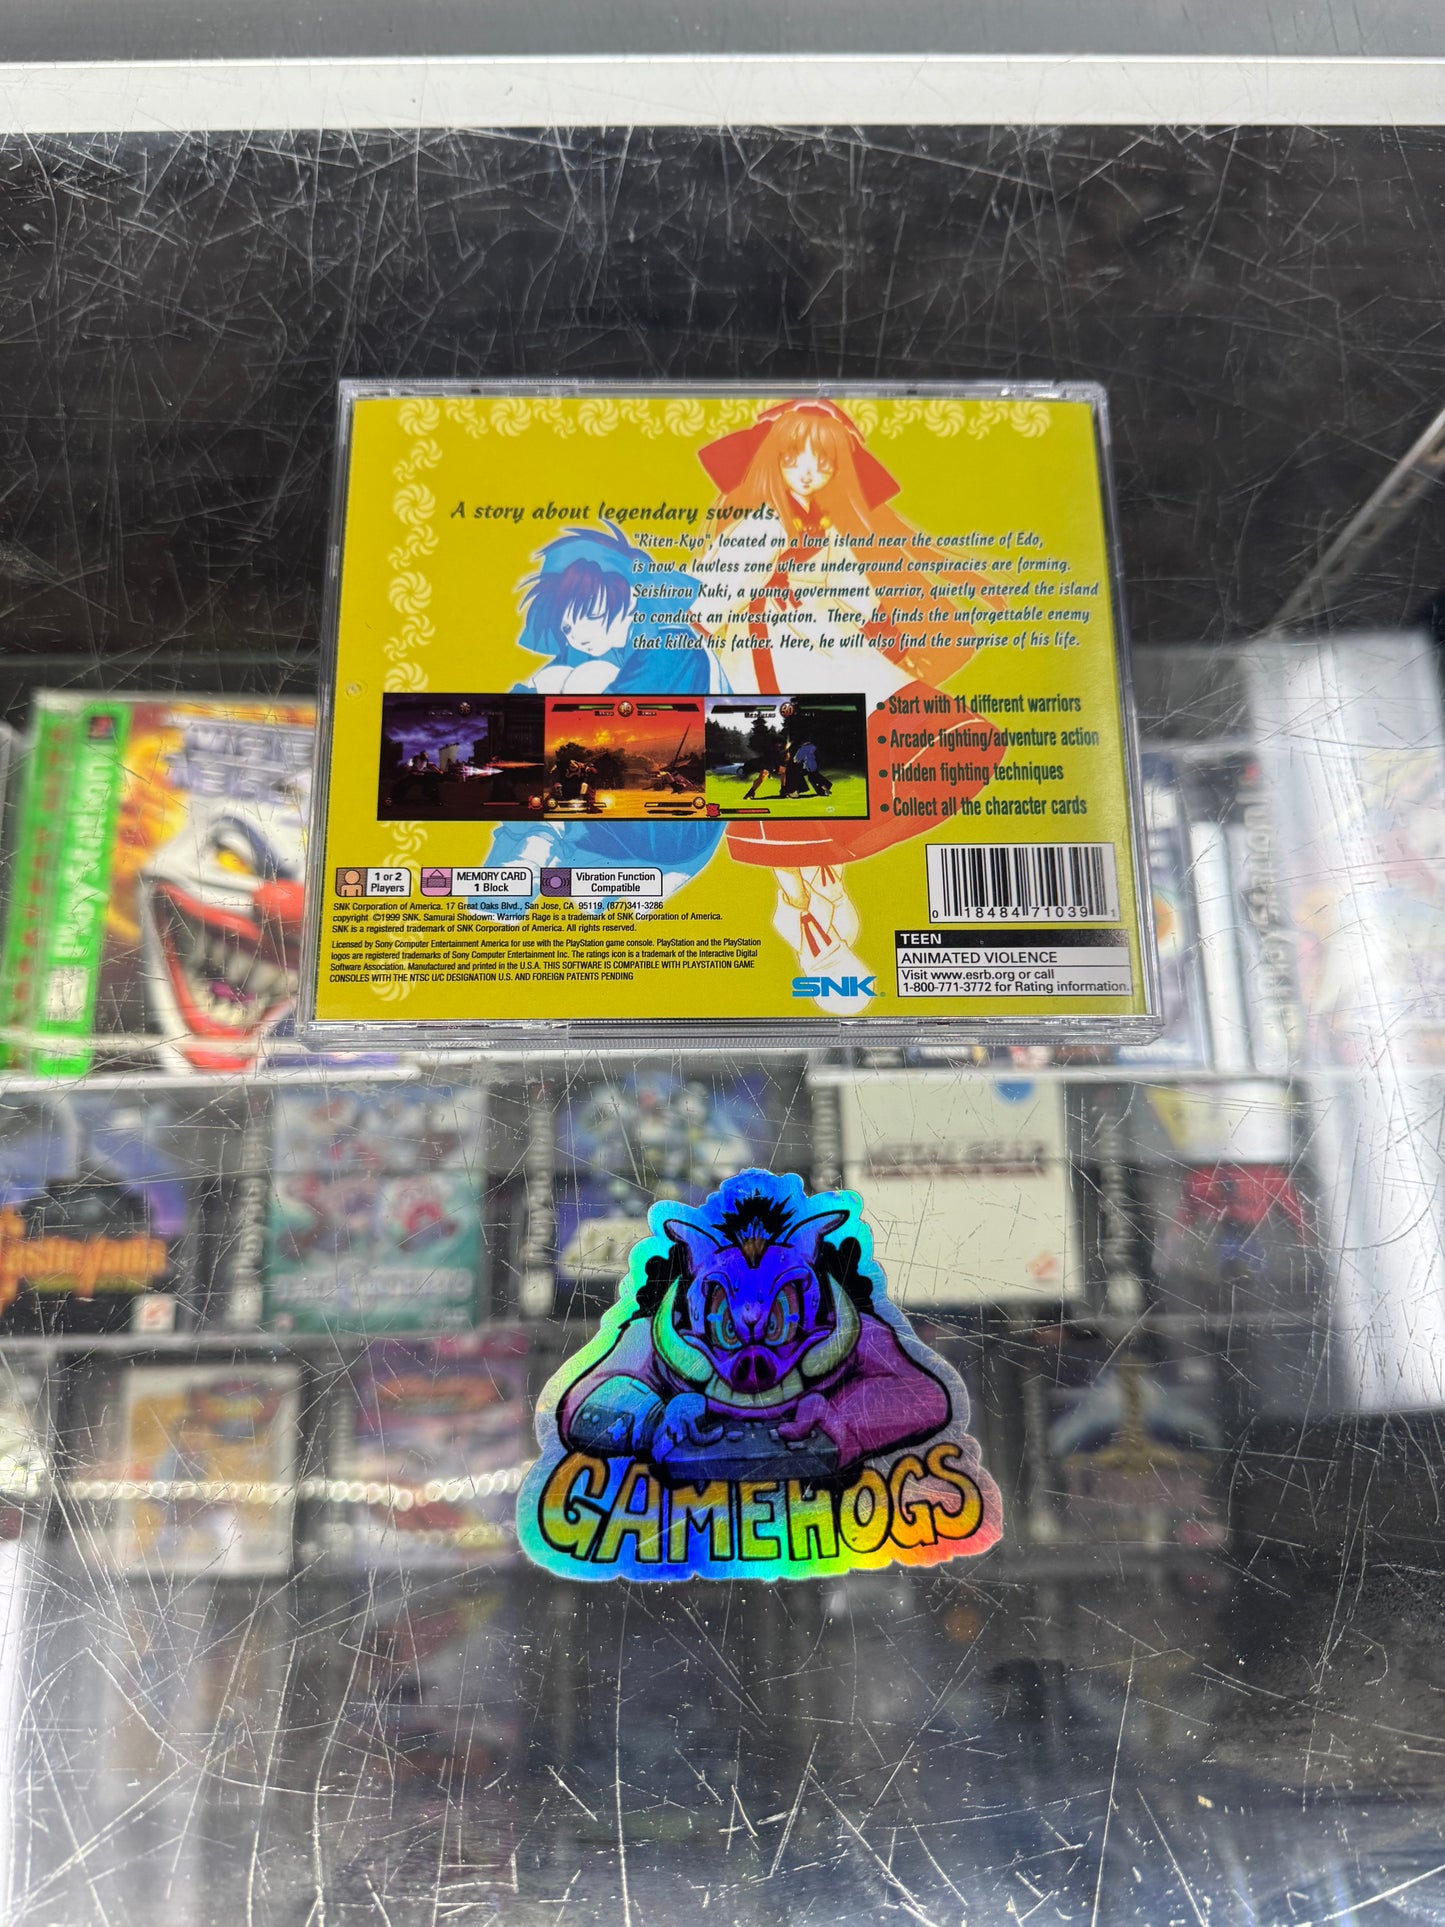 A story about legendary swords.
"Riten-Kyo", located on a lone island near the coastline of Edo,
is now a lawless zone where underground conspiracies are forming.
Seishirou Kuki, a young government warrior, quietly entered the island
to conduct an investigation. There, he finds the unforgettable enemy
that killed his father. Here, he will also find the surprise of his life.
• Start with 11 different warriors
• Arcade fighting/adventure action
• Hidden fighting techniques
• Collect all the character cards
1 or 2
Players
MEMORY CARD
1 Block
Vibration Function
Compatible
SNK Corporation of America. 17 Great Oaks Blvd., San Jose, CA 95119. (877)341-3286
copyright ©1999 SNK. Samurai Shodown: Warriors Rage is a trademark of SNK Corporation of America.
SNK is a registered trademark of SNK Corporation of America. All rights reserved.
Licensed by Sony Computer Entertainment America for use with the PlayStation game console. PlayStation and the PlayStation
logos are registered trademarks of Sony Computer Entertainment Inc. The ratings icon is a trademark of the Interactive Digital
Software Association. Manufactured and printed in the U.S.A. THIS SOFTWARE IS COMPATIBLE WITH PLAYSTATION GAME
CONSOLES WITH THE NTSC U/C DESIGNATION U.S. AND FOREIGN PATENTS PENDING
SNK
0 18484 71039 1
TEEN
ANIMATED VIOLENCE
Visit www.esrb.org or call
1-800-771-3772 for Rating information.
PlayStation
GAMEHOGS